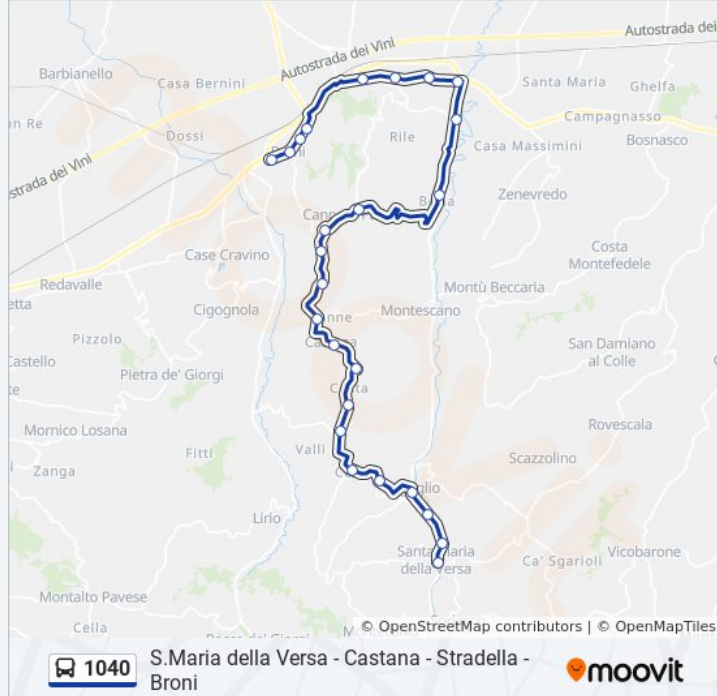 Autostrada dei
Autostrada dei Vini
Barbianello
Casa Bernini
Santa Maria
Ghelfa
Campagnasso
Dossi
Rile
Bosnasco
Casa Massimini
Autostrada dei Vini
Zenevredo
Case Cravino
Costa
Montefedele
Redavalle
Montù Beccaria
Cigognola
Montescano
Pizzolo
San Damiano
al Colle
Pietra de' Giorgi
Mornico Losana
Rovescala
Fitti
Valli
Scazzolino
Zanga
Lirio
Santa Maria
della Versa
Ca' Sgarioli
Vicobarone
Montalto Pavese
Cella
© OpenStreetMap contributors | © OpenMapTiles
1040
S.Maria della Versa - Castana - Stradella -
Broni
moovit